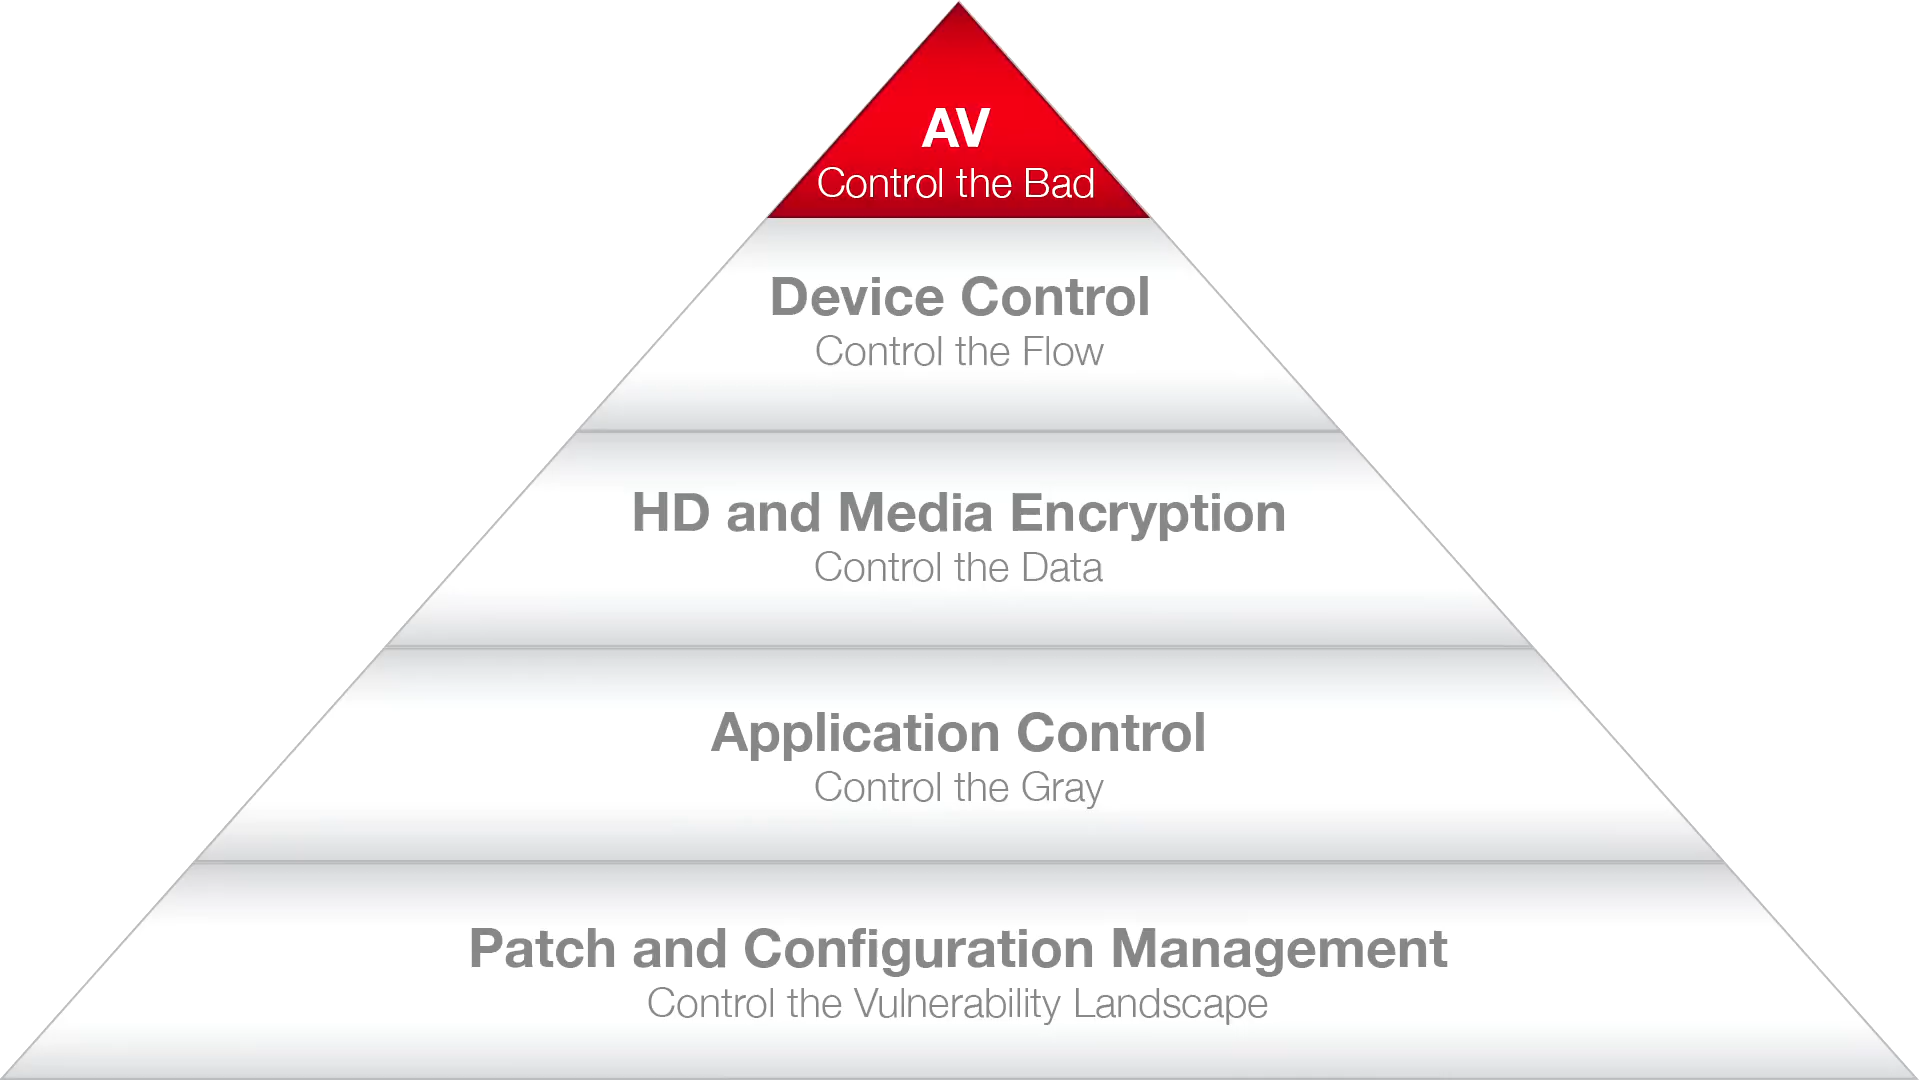 AV
Control the Bad
Device Control
Control the Flow
HD and Media Encryption
Control the Data
Application Control
Control the Gray
Patch and Configuration Management
Control the Vulnerability Landscape